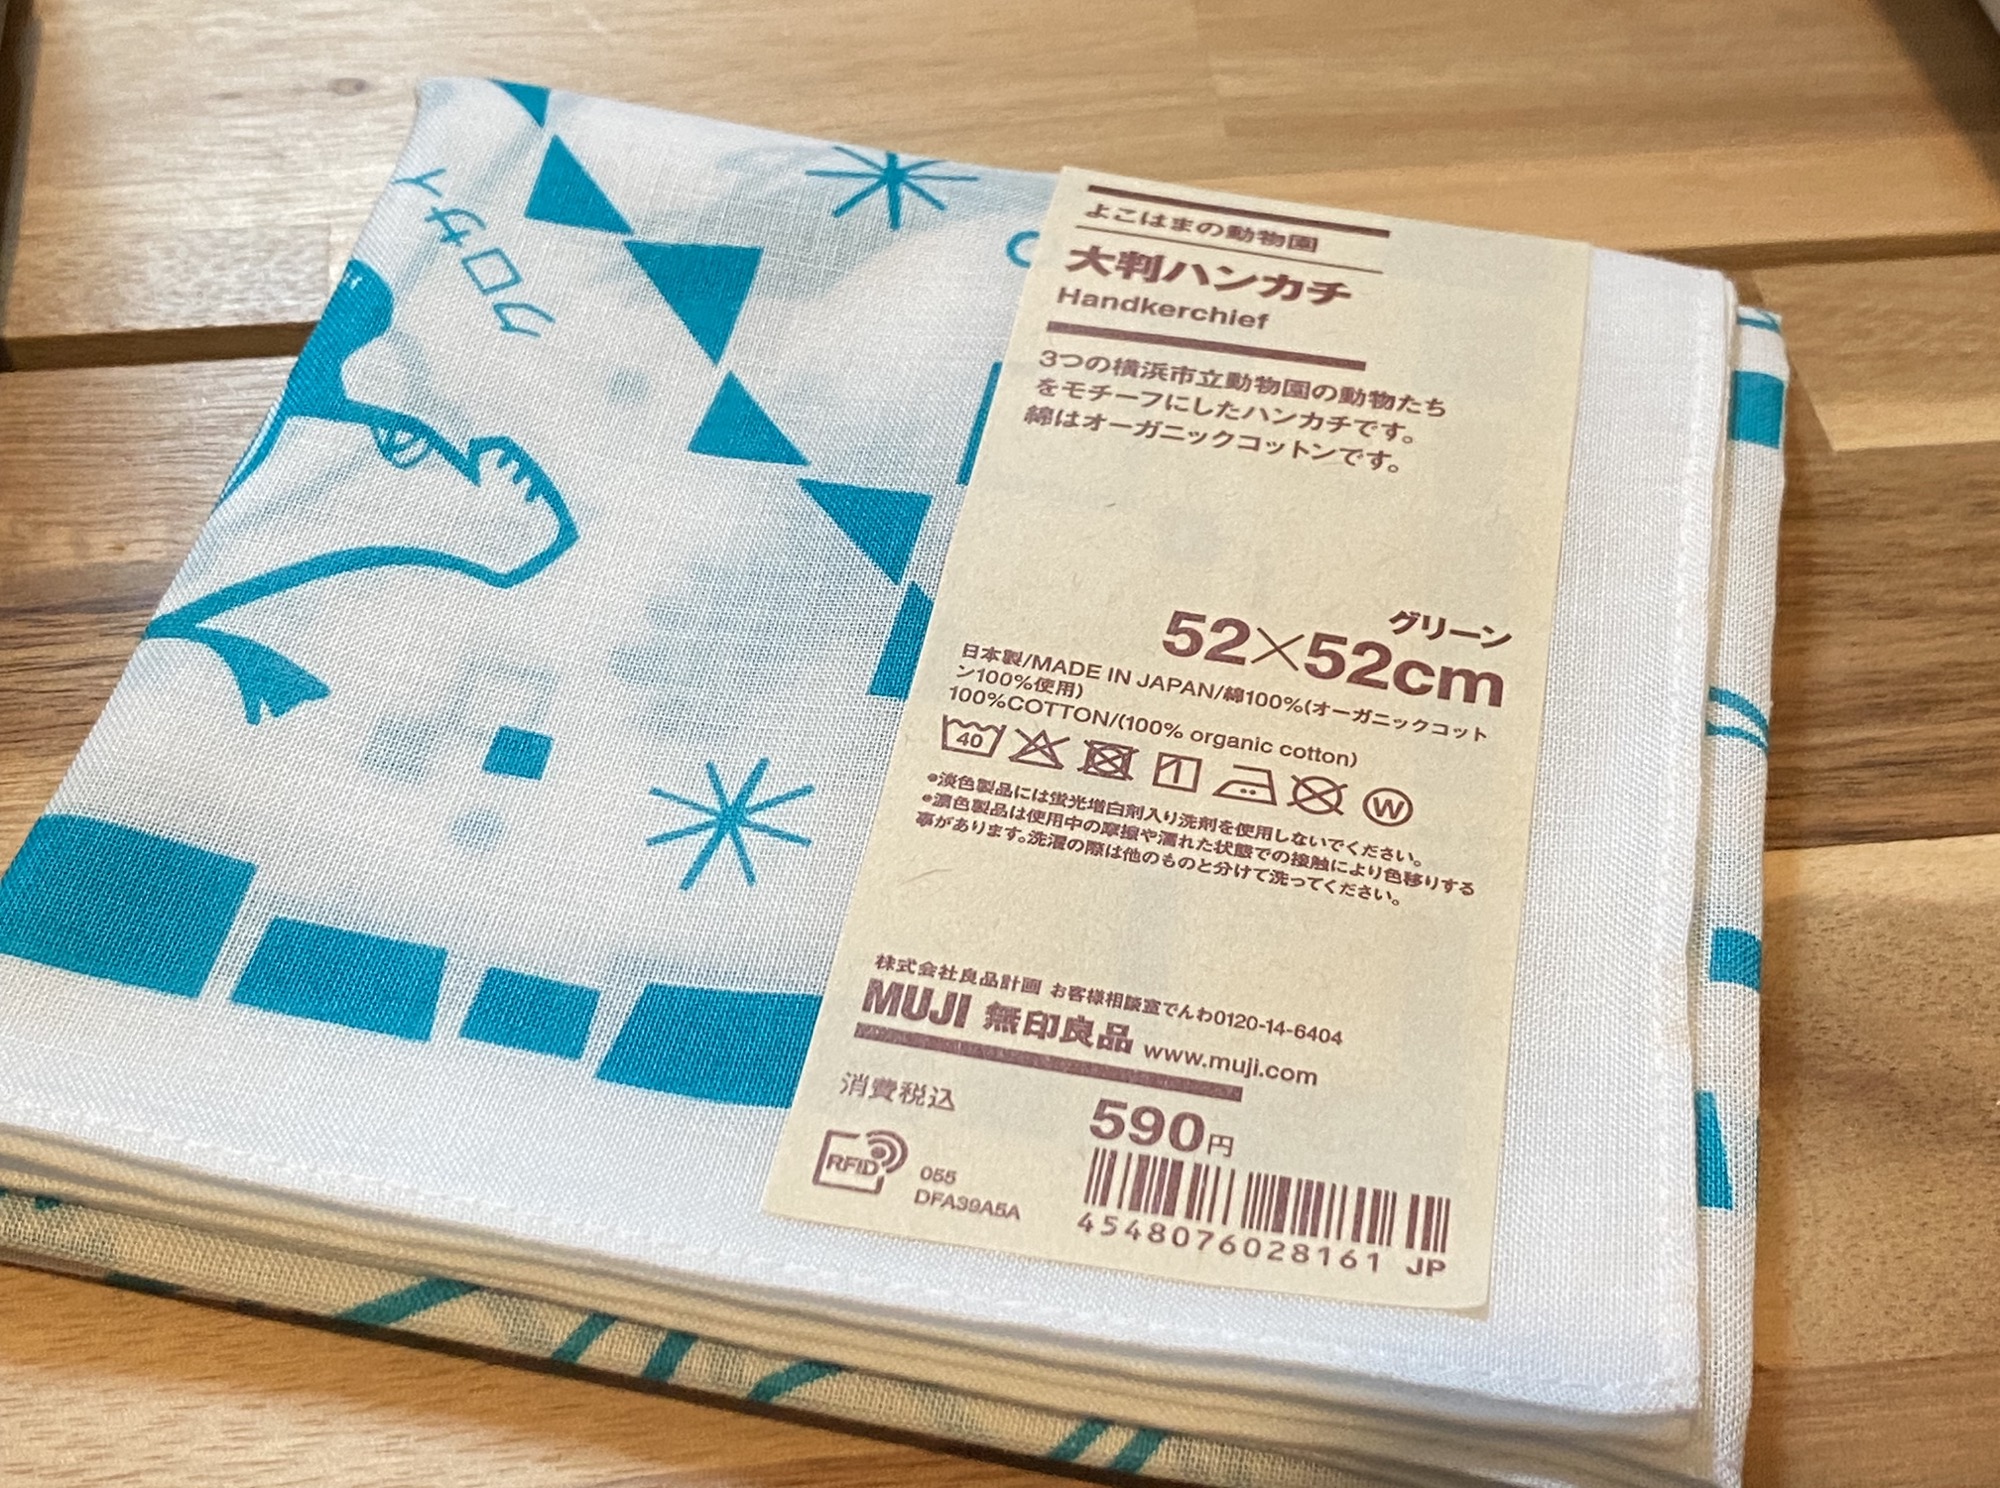 クロサイ
よこはまの動物園
大判ハンカチ
Handkerchief
3つの横浜市立動物園の動物たち
をモチーフにしたハンカチです。
綿はオーガニックコットンです。
グリーン
52×52cm
日本製/MADE IN JAPAN/綿100%(オーガニックコット
ン100%使用)
100%COTTON/(100% organic cotton)
40
W
●淡色製品には蛍光増白剤入り洗剤を使用しないでください。
●濃色製品は使用中の摩擦や濡れた状態での接触により色移りする
事があります。洗濯の際は他のものと分けて洗ってください。
株式会社良品計画 お客様相談室でんわ0120-14-6404
MUJI 無印良品 www.muji.com
消費税込
590円
RFID
055
DFA39A5A
4548076028161 JP